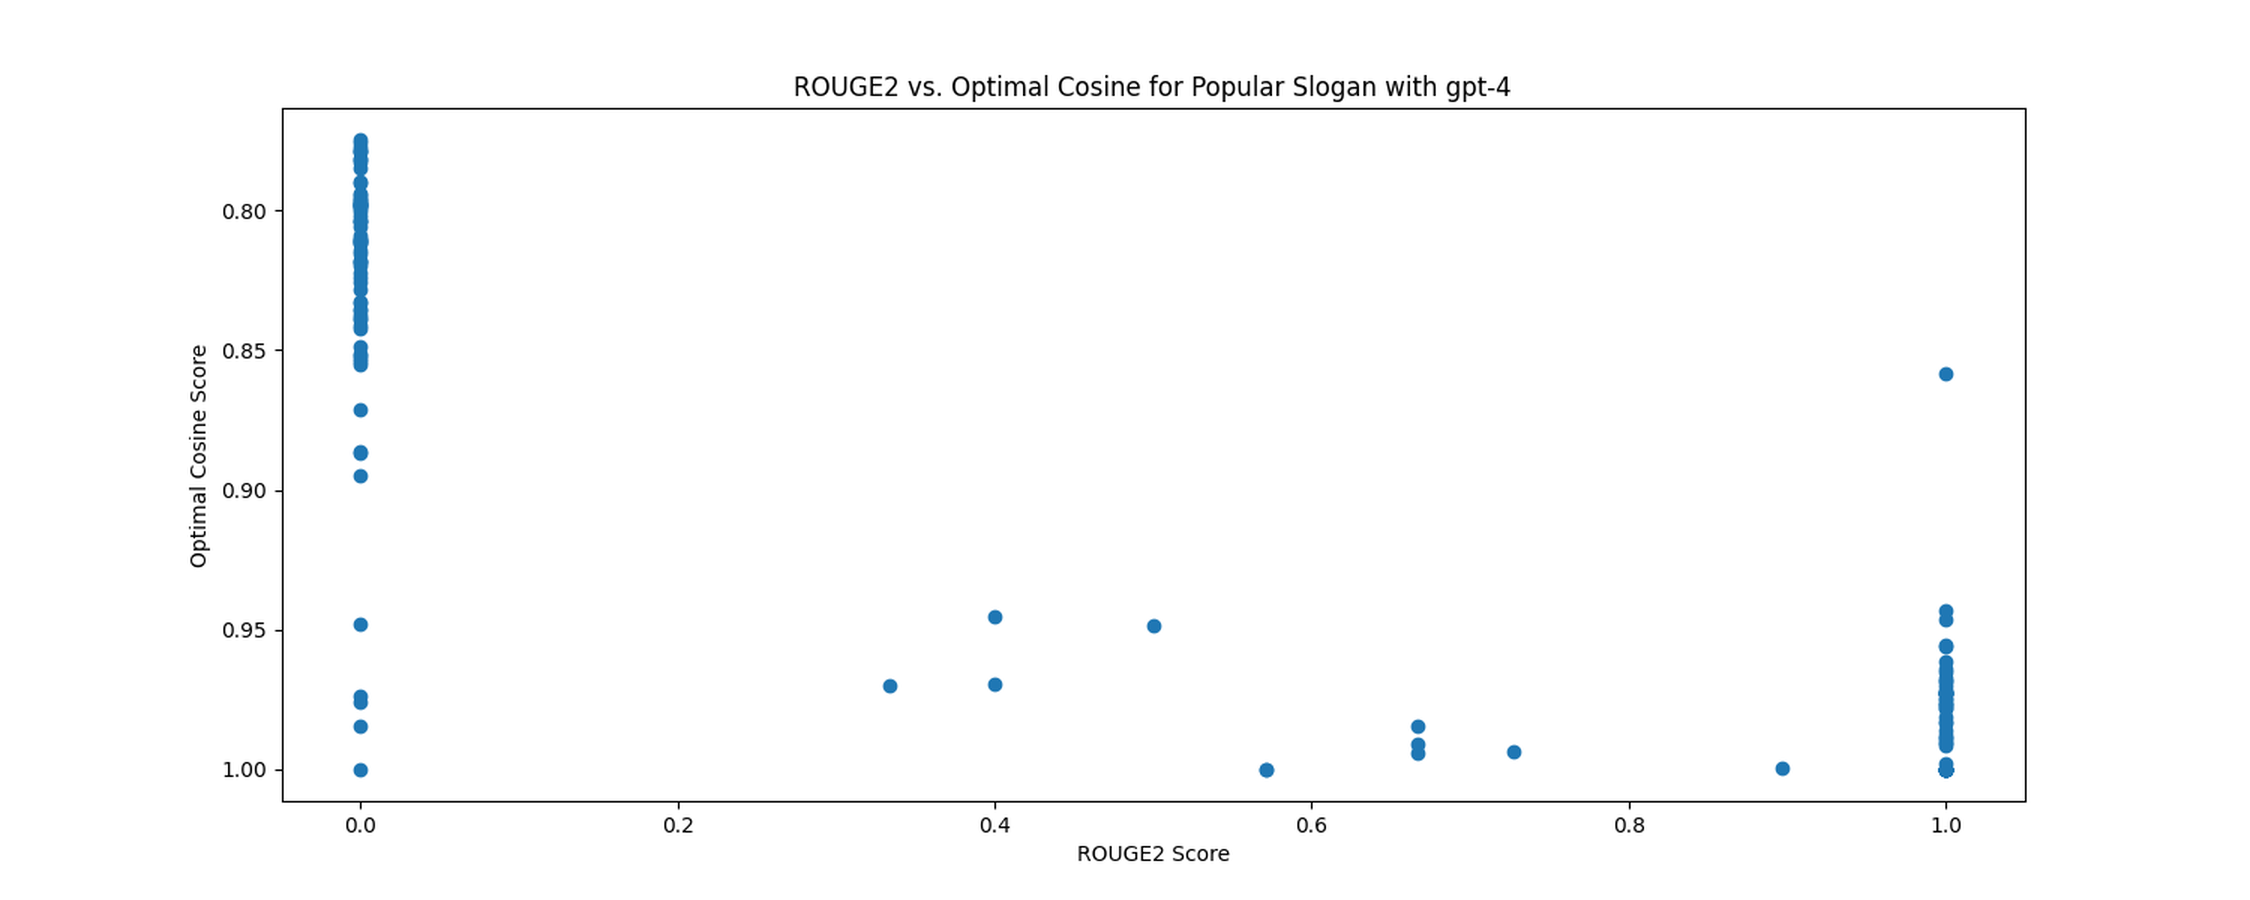 ROUGE2 vs. Optimal Cosine for Popular Slogan with gpt-4
Optimal Cosine Score
0.80
0.85
0.90
0.95
1.00
0.0 0.2 0.4 0.6 0.8 1.0
ROUGE2 Score